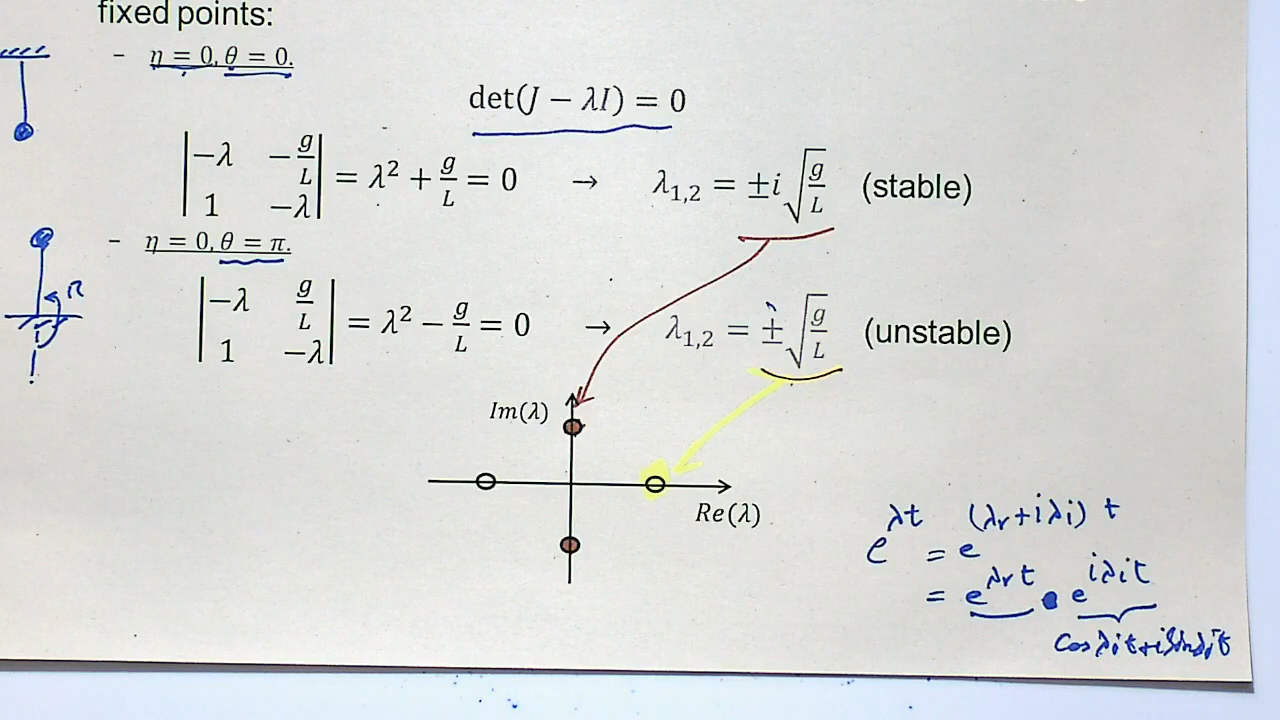 fixed points:
- η = 0, θ = 0.
det(J − λI) = 0
|−λ −g/L; 1 −λ| = λ² + g/L = 0 → λ₁,₂ = ±i√(g/L) (stable)
- η = 0, θ = π.
|−λ g/L; 1 −λ| = λ² − g/L = 0 → λ₁,₂ = ±√(g/L) (unstable)
Im(λ)
Re(λ)
e^{λt} = e^{(λr+iλi)t}
= e^{λrt} • e^{iλit}
cosλit+isinλit